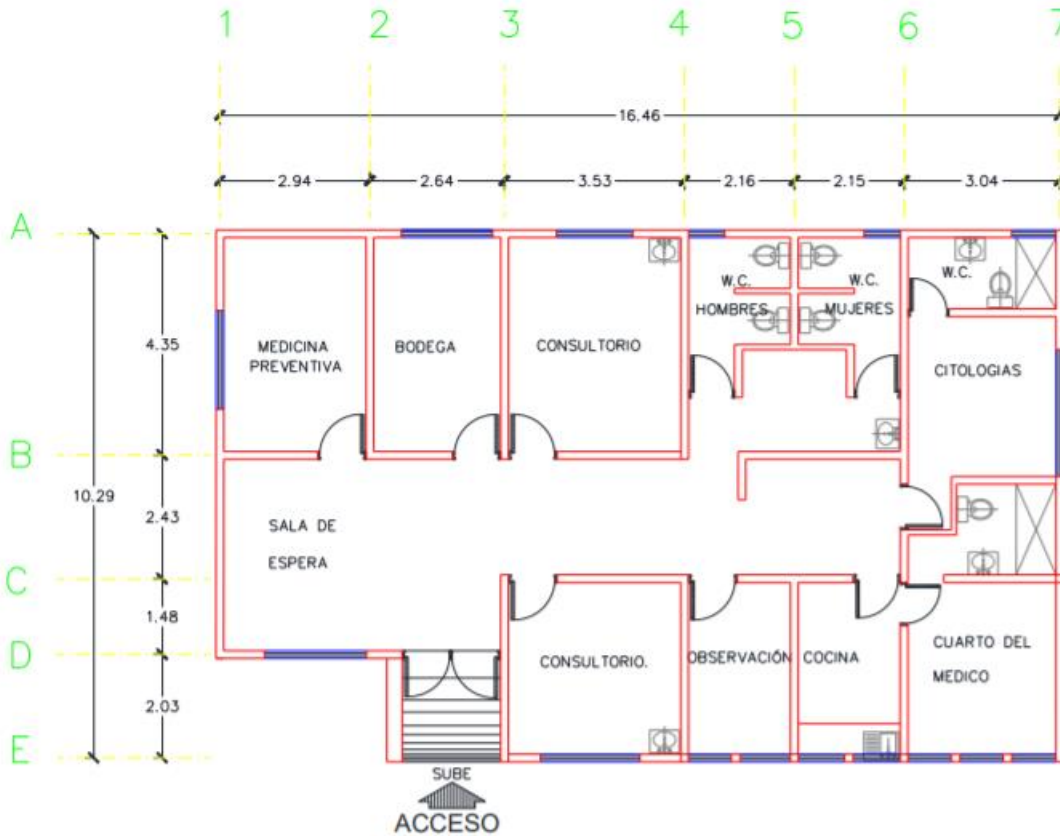 1 2 3 4 5 6 7
16.46
2.94 2.64 3.53 2.16 2.15 3.04
A
B
C
D
E
10.29
4.35
2.43
1.48
2.03
MEDICINA
PREVENTIVA
BODEGA
CONSULTORIO
W.C.
HOMBRES
W.C.
MUJERES
W.C.
CITOLOGIAS
SALA DE
ESPERA
CONSULTORIO.
OBSERVACIÓN
COCINA
CUARTO DEL
MEDICO
SUBE
ACCESO